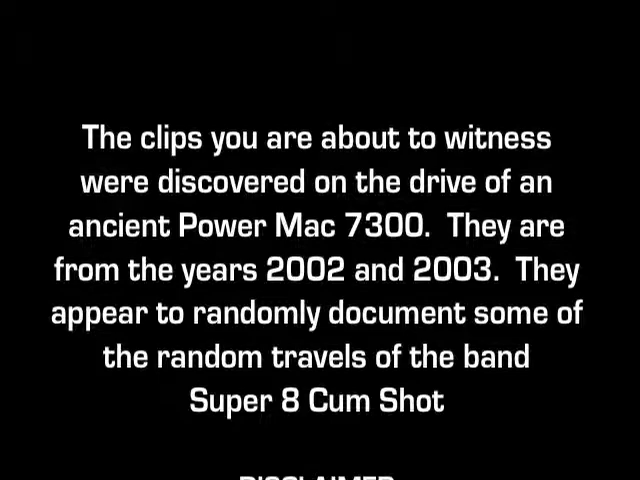 The clips you are about to witness
were discovered on the drive of an
ancient Power Mac 7300.  They are
from the years 2002 and 2003.  They
appear to randomly document some of
the random travels of the band
Super 8 Cum Shot
DISCLAIMER